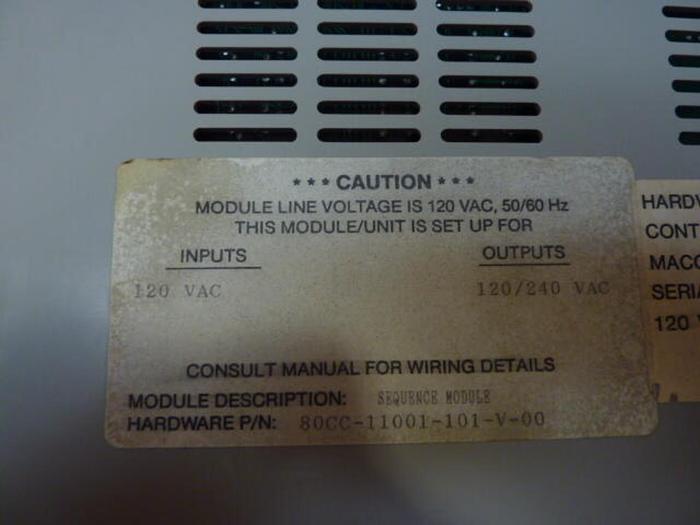 *** CAUTION ***
MODULE LINE VOLTAGE IS 120 VAC, 50/60 Hz
THIS MODULE/UNIT IS SET UP FOR
INPUTS OUTPUTS
120 VAC 120/240 VAC
CONSULT MANUAL FOR WIRING DETAILS
MODULE DESCRIPTION: SEQUENCE MODULE
HARDWARE P/N: 80CC-11001-101-V-00
HARDW
CONT
MACO
SERIA
120 V